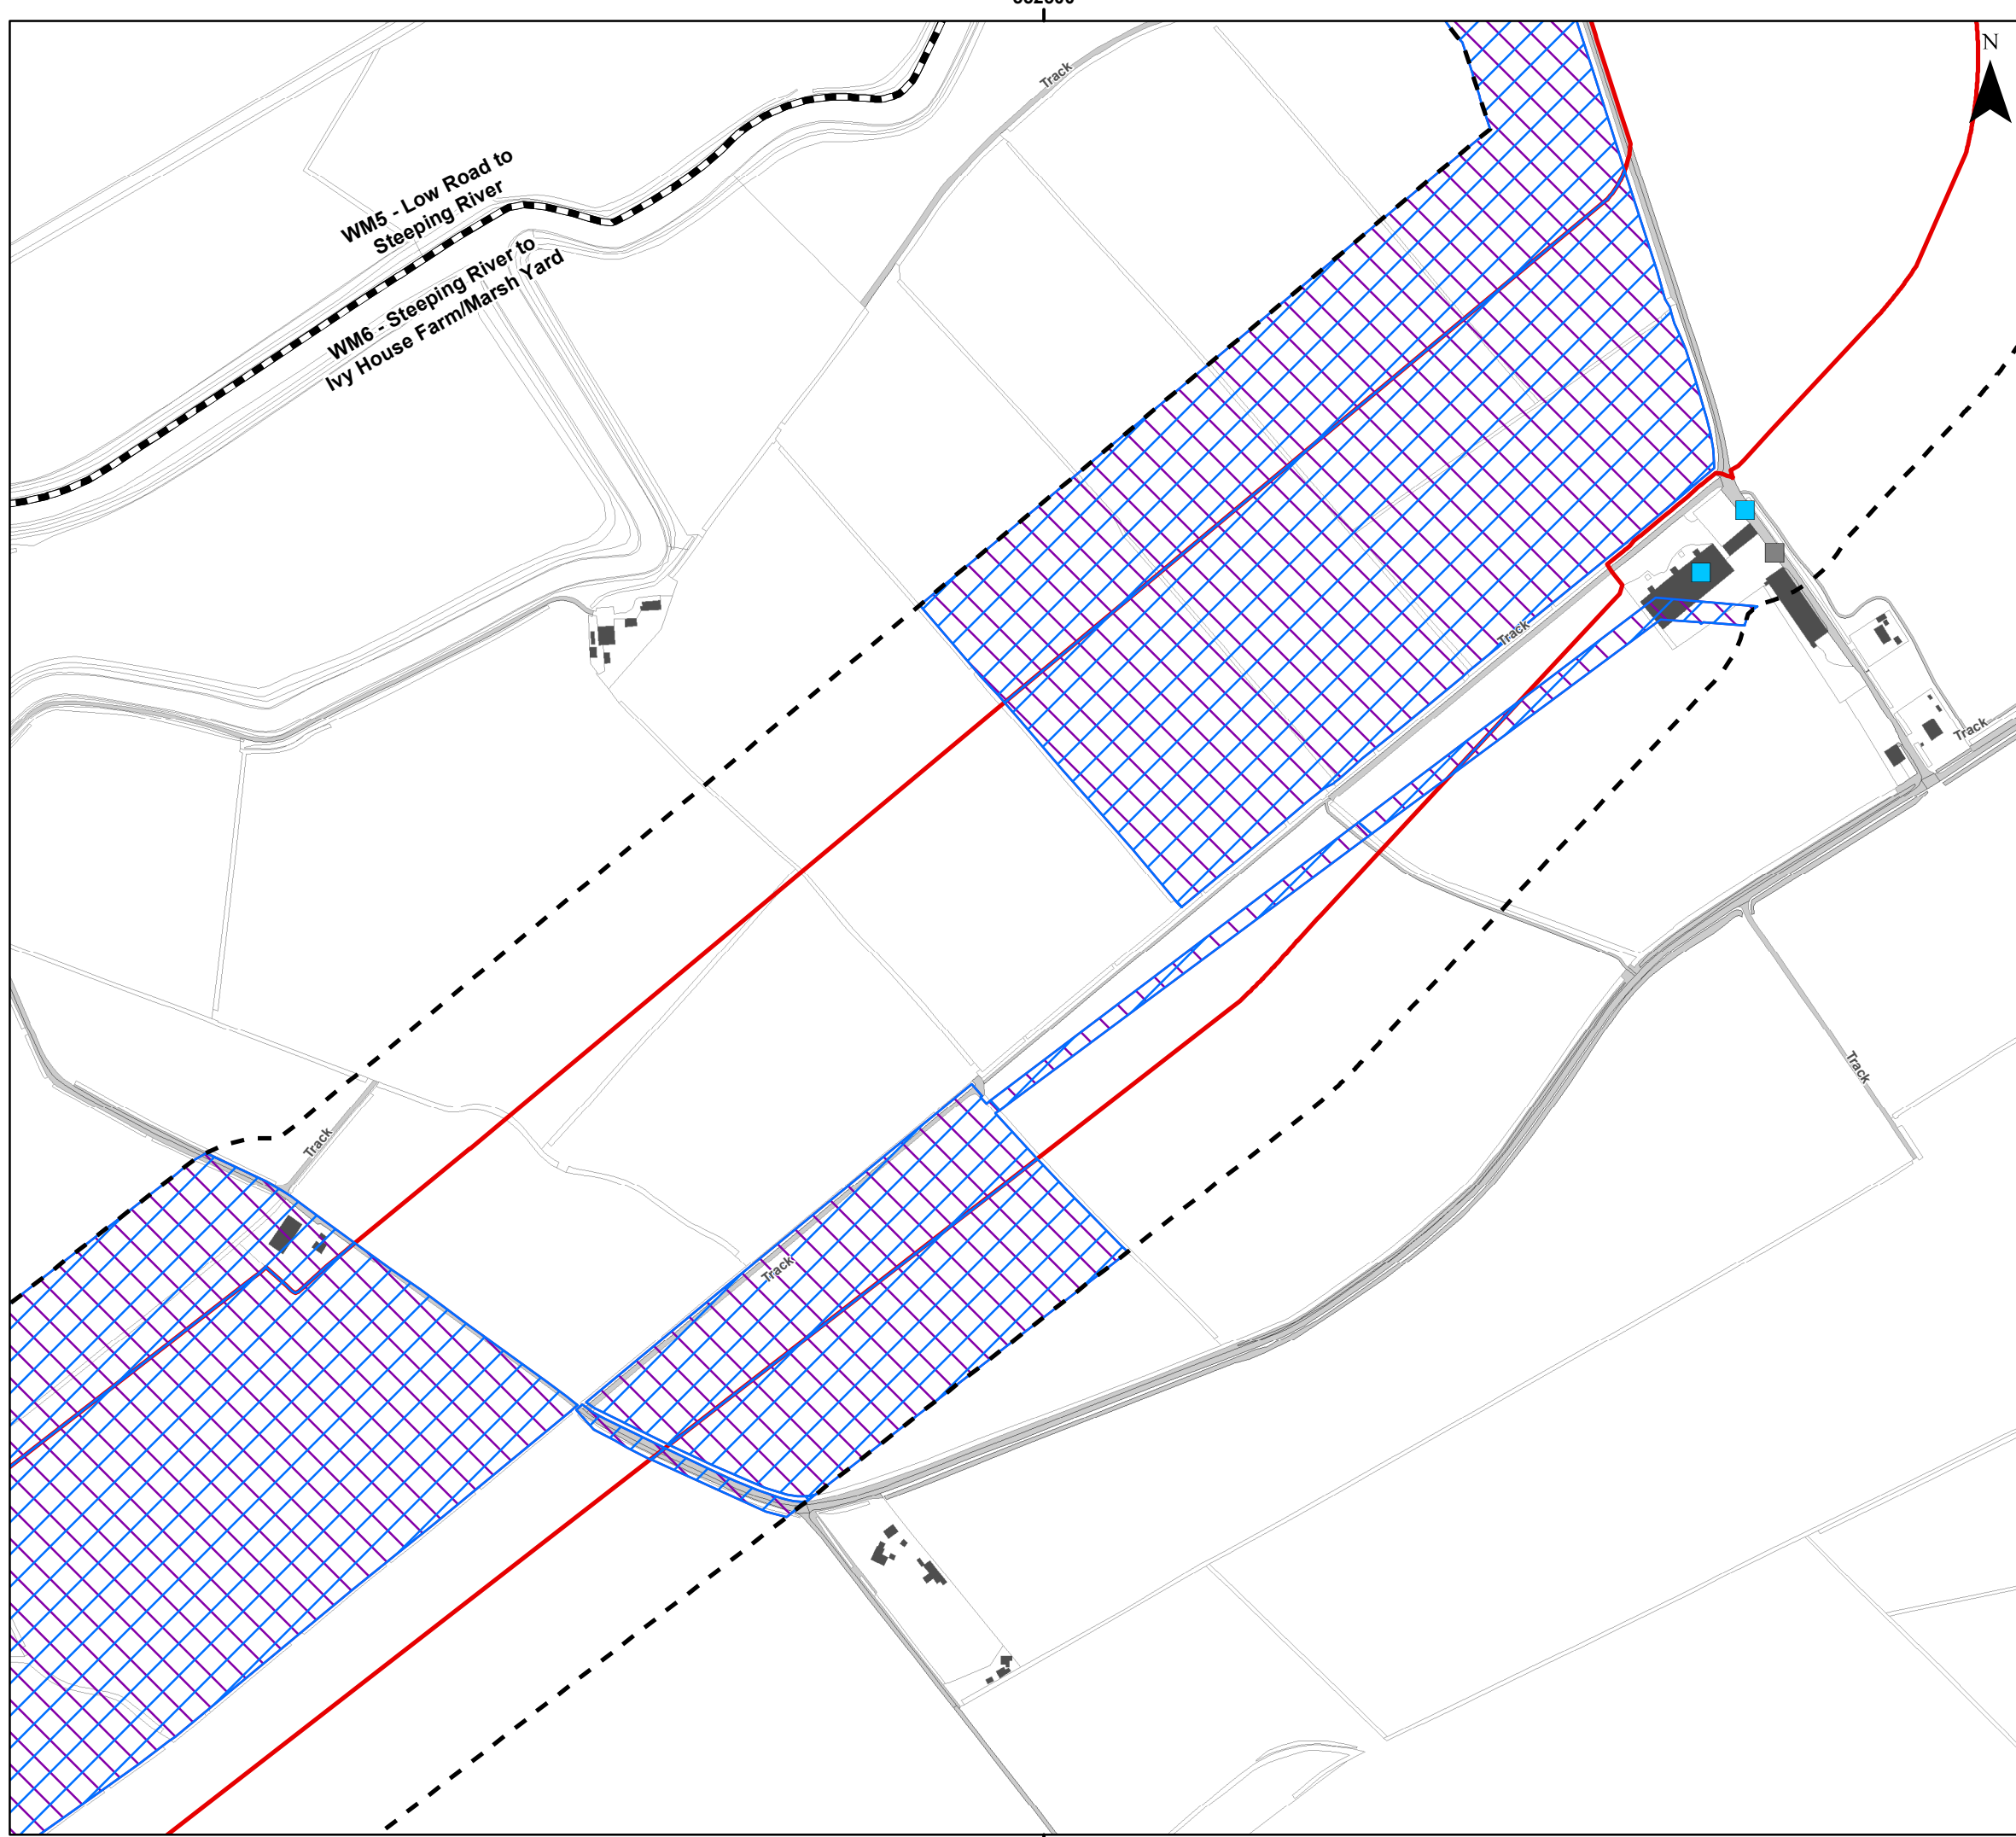 N
Track
WM5 - Low Road to
Steeping River
WM6 - Steeping River to
Ivy House Farm/Marsh Yard
Track
Track
Track
Track
Track